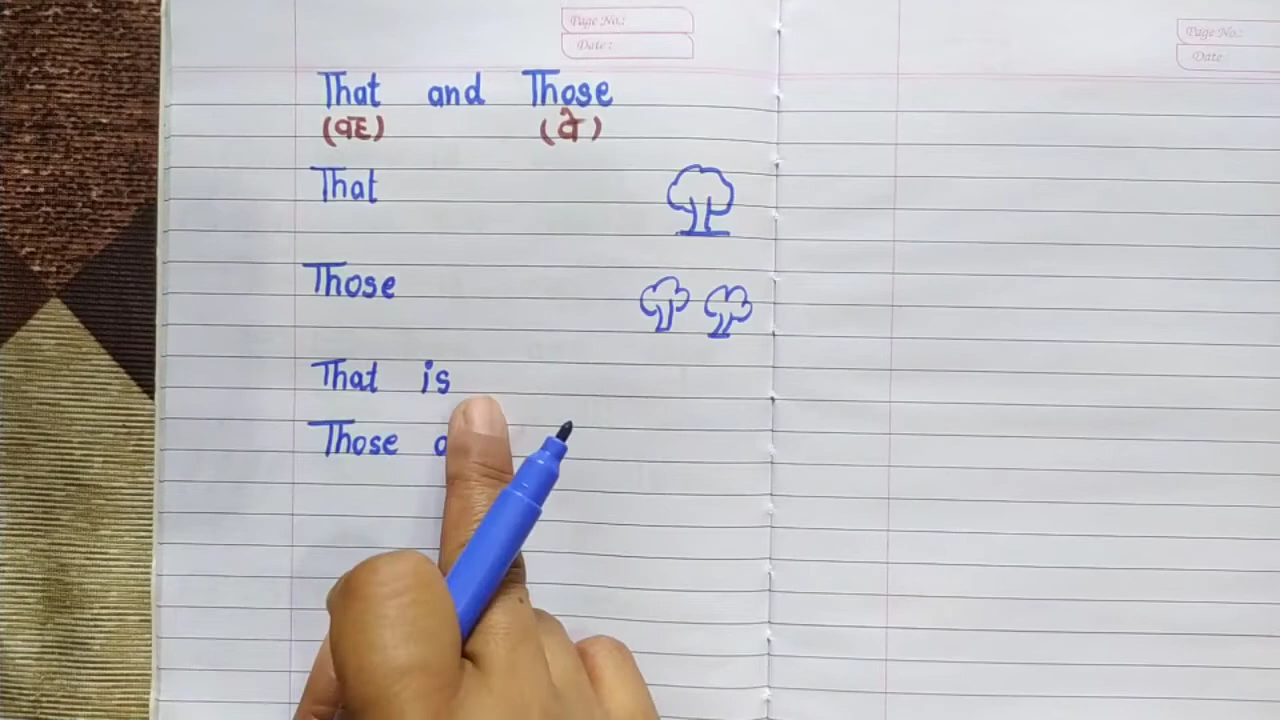 Page No.:
Date :
Page No.:
Date :
That and Those
(वह) (वे)
That
Those
That is
Those